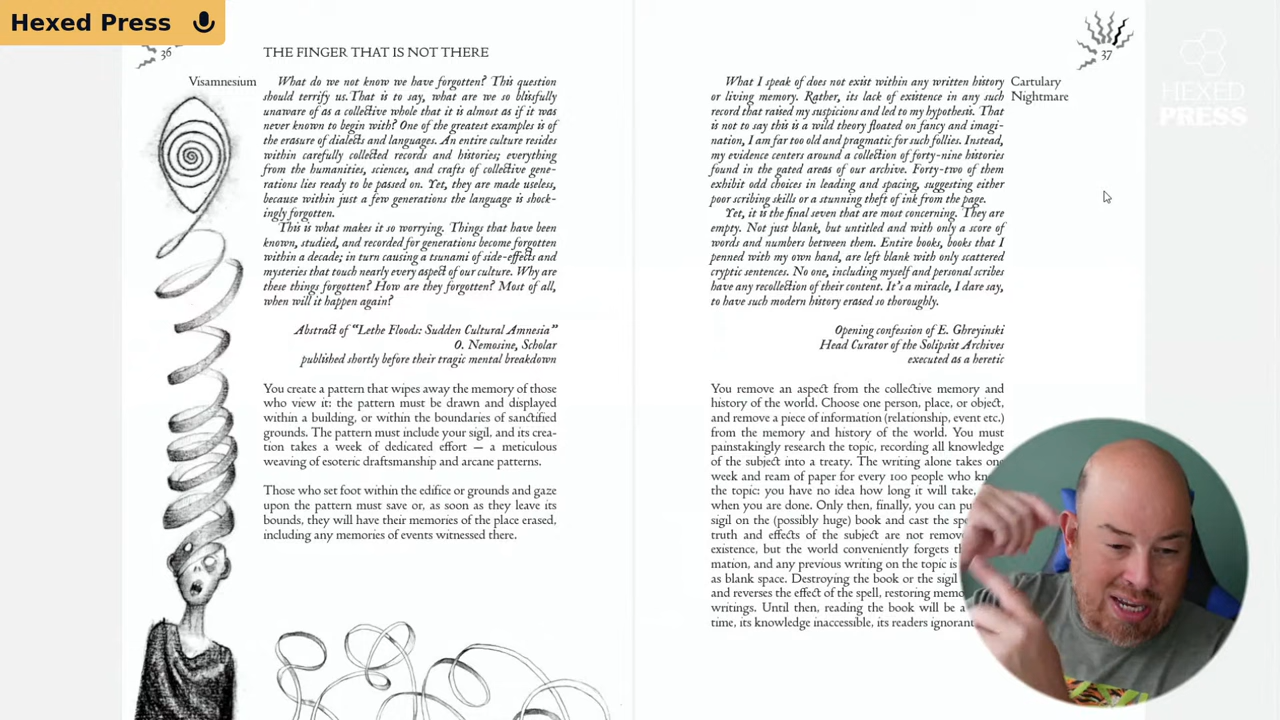 Hexed Press
36
THE FINGER THAT IS NOT THERE
Visamnesium
What do we not know we have forgotten? This question
should terrify us.That is to say, what are we so blissfully
unaware of as a collective whole that it is almost as if it was
never known to begin with? One of the greatest examples is of
the erasure of dialects and languages. An entire culture resides
within carefully collected records and histories; everything
from the humanities, sciences, and crafts of collective gene-
rations lies ready to be passed on. Yet, they are made useless,
because within just a few generations the language is shock-
ingly forgotten.
This is what makes it so worrying. Things that have been
known, studied, and recorded for generations become forgotten
within a decade; in turn causing a tsunami of side-effects and
mysteries that touch nearly every aspect of our culture. Why are
these things forgotten? How are they forgotten? Most of all,
when will it happen again?
Abstract of “Lethe Floods: Sudden Cultural Amnesia”
O. Nemosine, Scholar
published shortly before their tragic mental breakdown
You create a pattern that wipes away the memory of those
who view it: the pattern must be drawn and displayed
within a building, or within the boundaries of sanctified
grounds. The pattern must include your sigil, and its crea-
tion takes a week of dedicated effort — a meticulous
weaving of esoteric draftsmanship and arcane patterns.
Those who set foot within the edifice or grounds and gaze
upon the pattern must save or, as soon as they leave its
bounds, they will have their memories of the place erased,
including any memories of events witnessed there.
37
Cartulary
Nightmare
What I speak of does not exist within any written history
or living memory. Rather, its lack of existence in any such
record that raised my suspicions and led to my hypothesis. That
is not to say this is a wild theory floated on fancy and imagi-
nation, I am far too old and pragmatic for such follies. Instead,
my evidence centers around a collection of forty-nine histories
found in the gated areas of our archive. Forty-two of them
exhibit odd choices in leading and spacing, suggesting either
poor scribing skills or a stunning theft of ink from the page.
Yet, it is the final seven that are most concerning. They are
empty. Not just blank, but untitled and with only a score of
words and numbers between them. Entire books, books that I
penned with my own hand, are left blank with only scattered
cryptic sentences. No one, including myself and personal scribes
have any recollection of their content. It's a miracle, I dare say,
to have such modern history erased so thoroughly.
Opening confession of E. Ghreyinski
Head Curator of the Solipsist Archives
executed as a heretic
You remove an aspect from the collective memory and
history of the world. Choose one person, place, or object,
and remove a piece of information (relationship, event etc.)
from the memory and history of the world. You must
painstakingly research the topic, recording all knowledge
of the subject into a treaty. The writing alone takes one
week and ream of paper for every 100 people who
the topic: you have no idea how long it will take,
when you are done. Only then, finally, you can
sigil on the (possibly huge) book and cast the
truth and effects of the subject are not
existence, but the world conveniently forgets
mation, and any previous writing on the topic is
as blank space. Destroying the book or the sigil
and reverses the effect of the spell, restoring
writings. Until then, reading the book will be a
time, its knowledge inaccessible, its readers
HEXED
PRESS